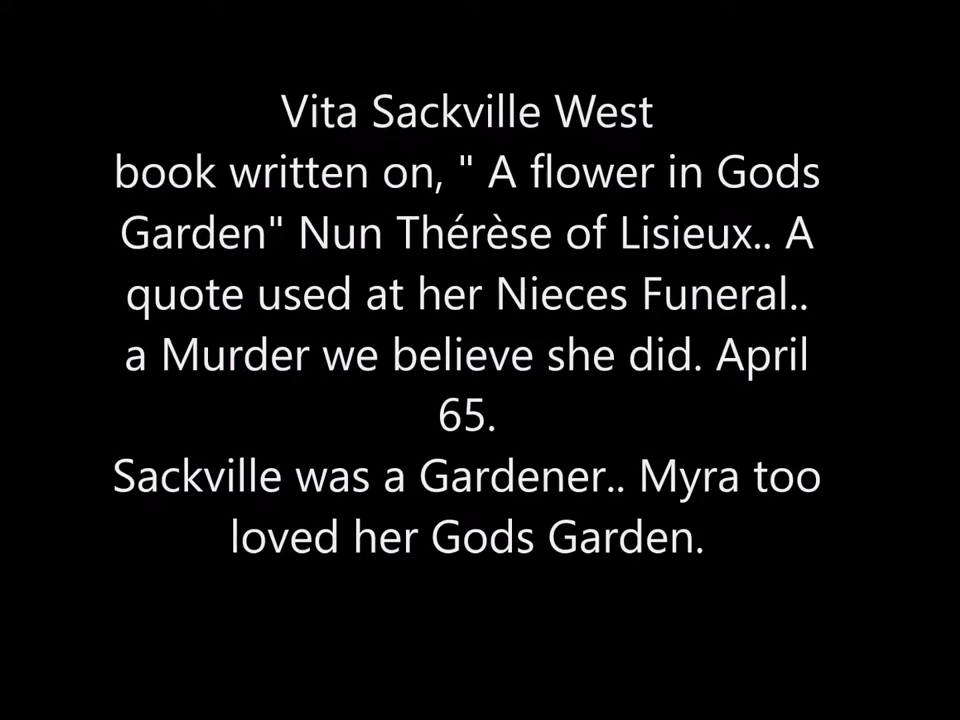 Vita Sackville West
book written on, " A flower in Gods
Garden" Nun Thérèse of Lisieux.. A
quote used at her Nieces Funeral..
a Murder we believe she did. April
65.
Sackville was a Gardener.. Myra too
loved her Gods Garden.